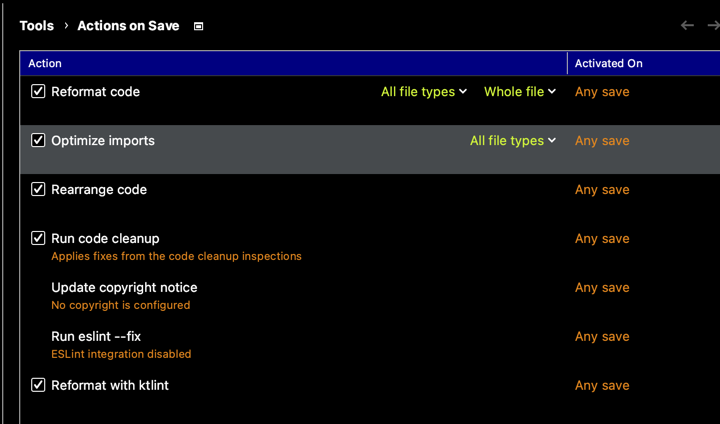 Tools › Actions on Save
Action Activated On
Reformat code All file types Whole file Any save
Optimize imports All file types Any save
Rearrange code Any save
Run code cleanup Any save
Applies fixes from the code cleanup inspections
Update copyright notice Any save
No copyright is configured
Run eslint --fix Any save
ESLint integration disabled
Reformat with ktlint Any save